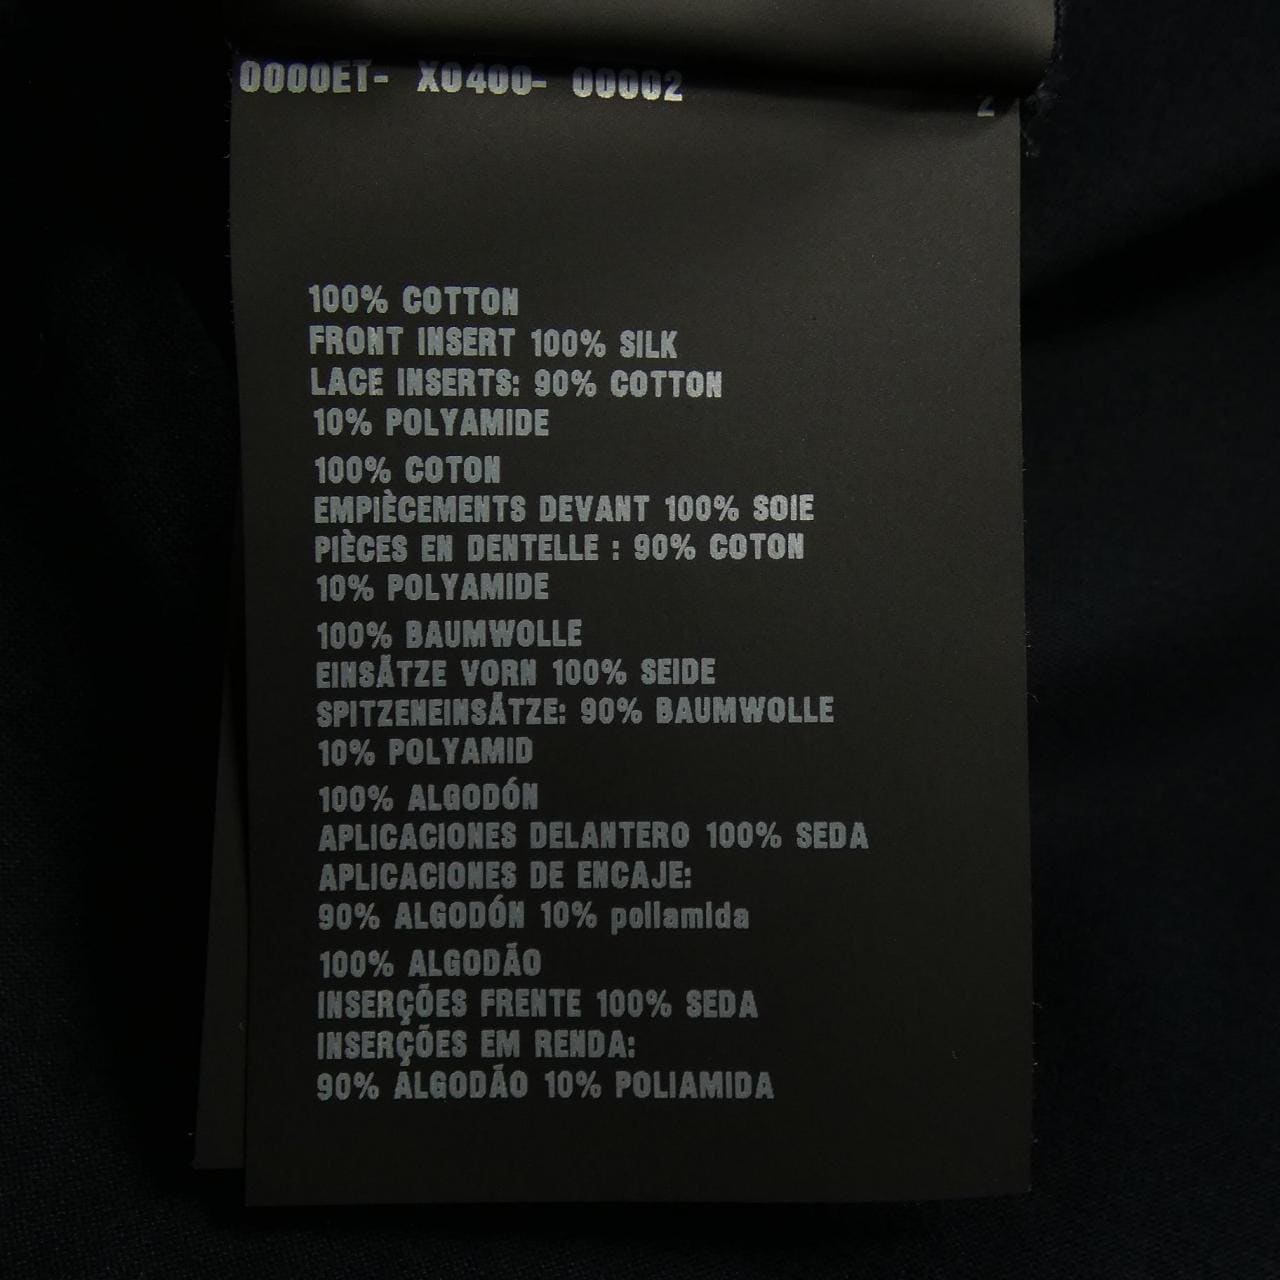 0000ET- X0400- 00002
2
100% COTTON
FRONT INSERT 100% SILK
LACE INSERTS: 90% COTTON
10% POLYAMIDE
100% COTON
EMPIÈCEMENTS DEVANT 100% SOIE
PIÈCES EN DENTELLE : 90% COTON
10% POLYAMIDE
100% BAUMWOLLE
EINSÄTZE VORN 100% SEIDE
SPITZENEINSÄTZE: 90% BAUMWOLLE
10% POLYAMID
100% ALGODÓN
APLICACIONES DELANTERO 100% SEDA
APLICACIONES DE ENCAJE:
90% ALGODÓN 10% poliamida
100% ALGODÃO
INSERÇÕES FRENTE 100% SEDA
INSERÇÕES EM RENDA:
90% ALGODÃO 10% POLIAMIDA